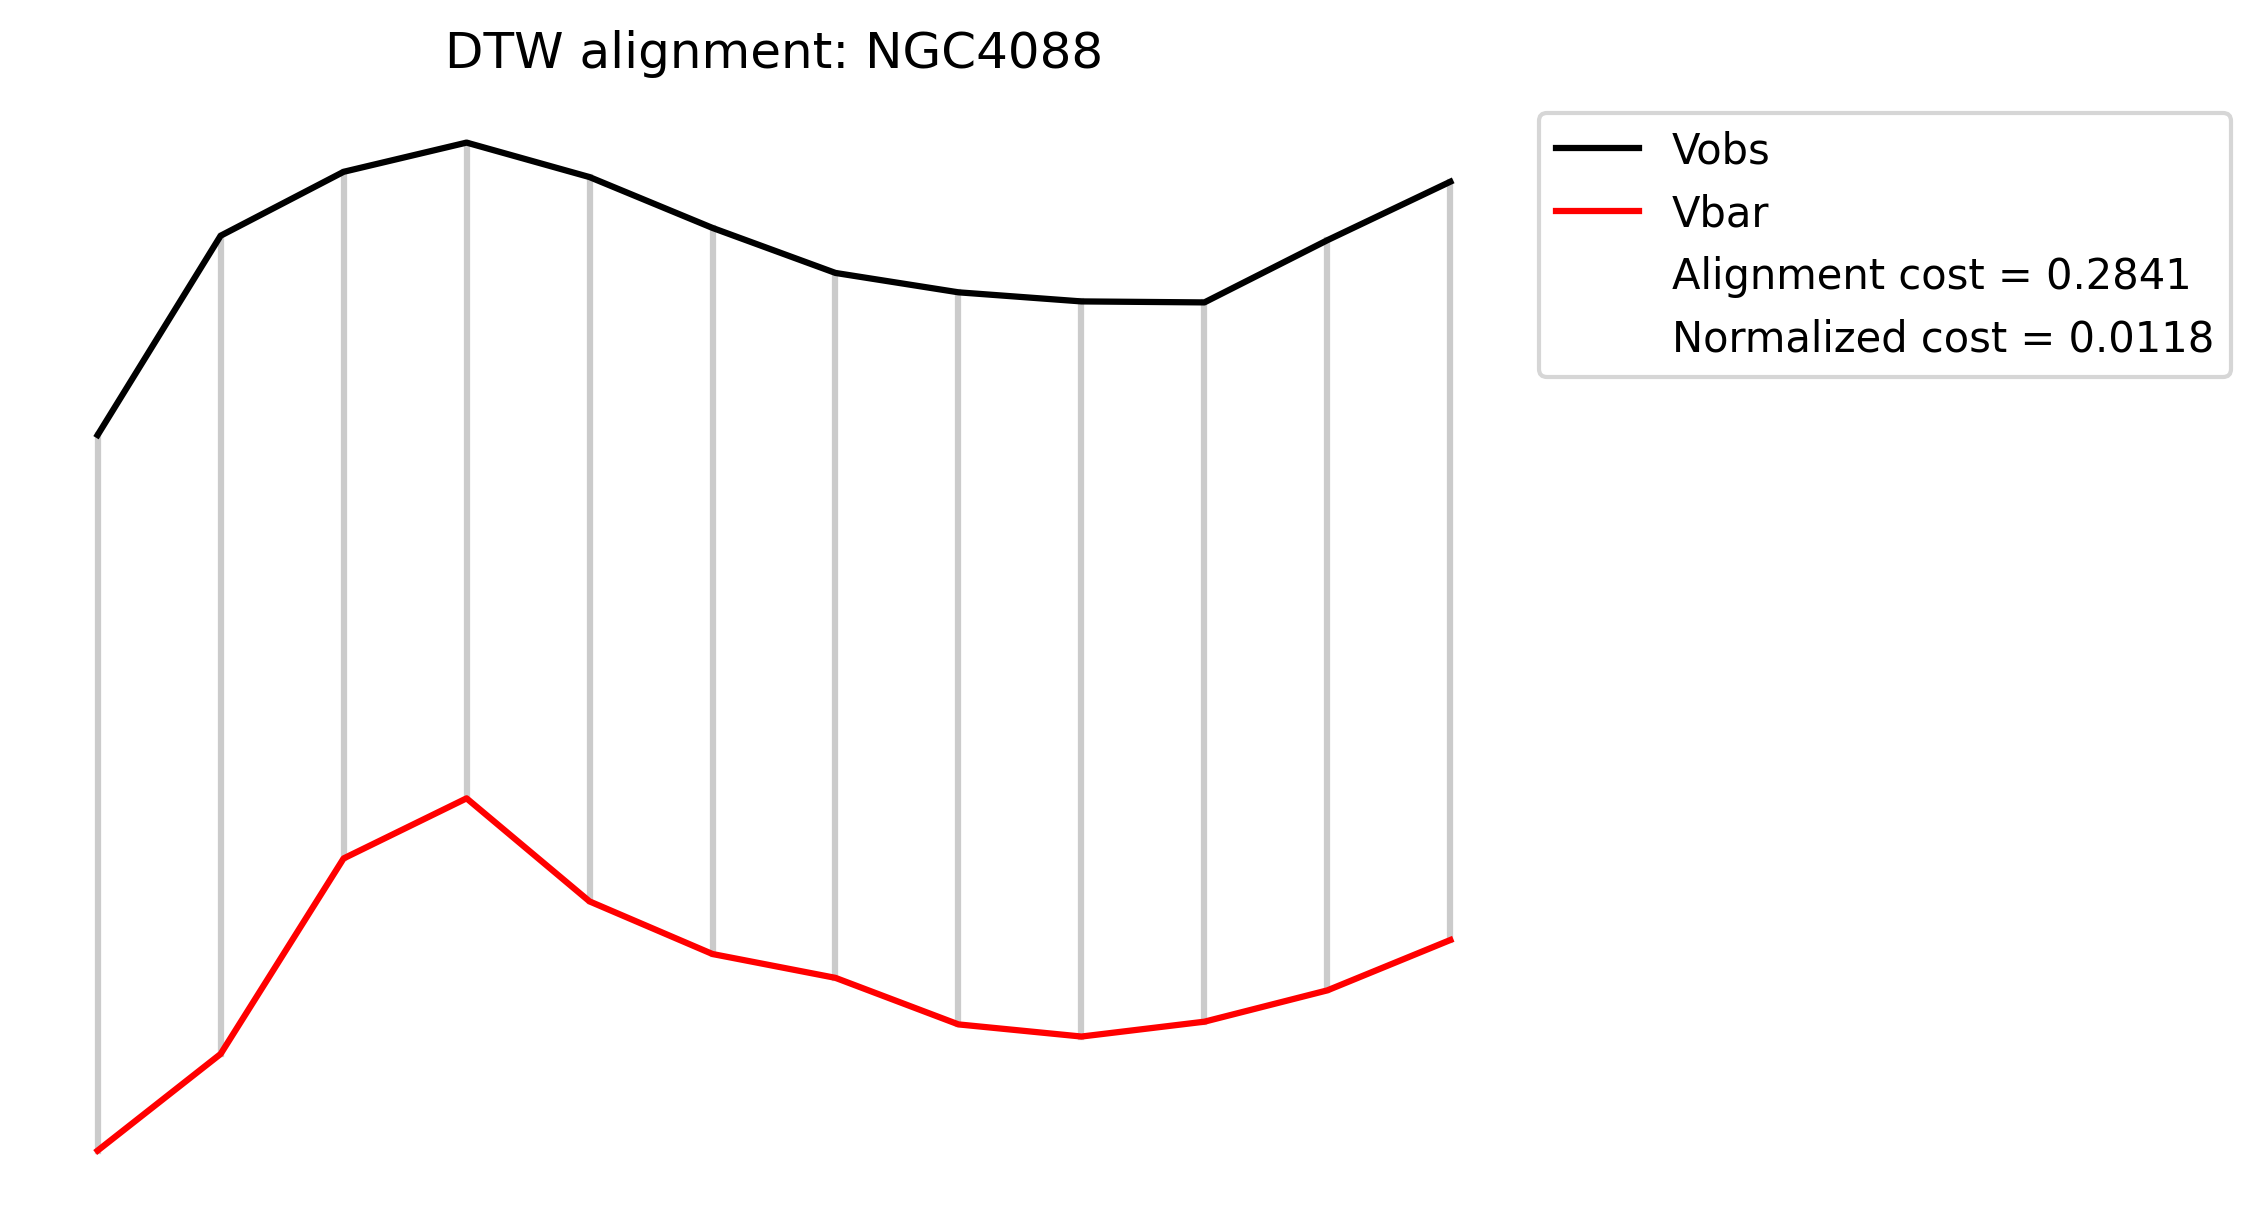 DTW alignment: NGC4088
Vobs
Vbar
Alignment cost = 0.2841
Normalized cost = 0.0118